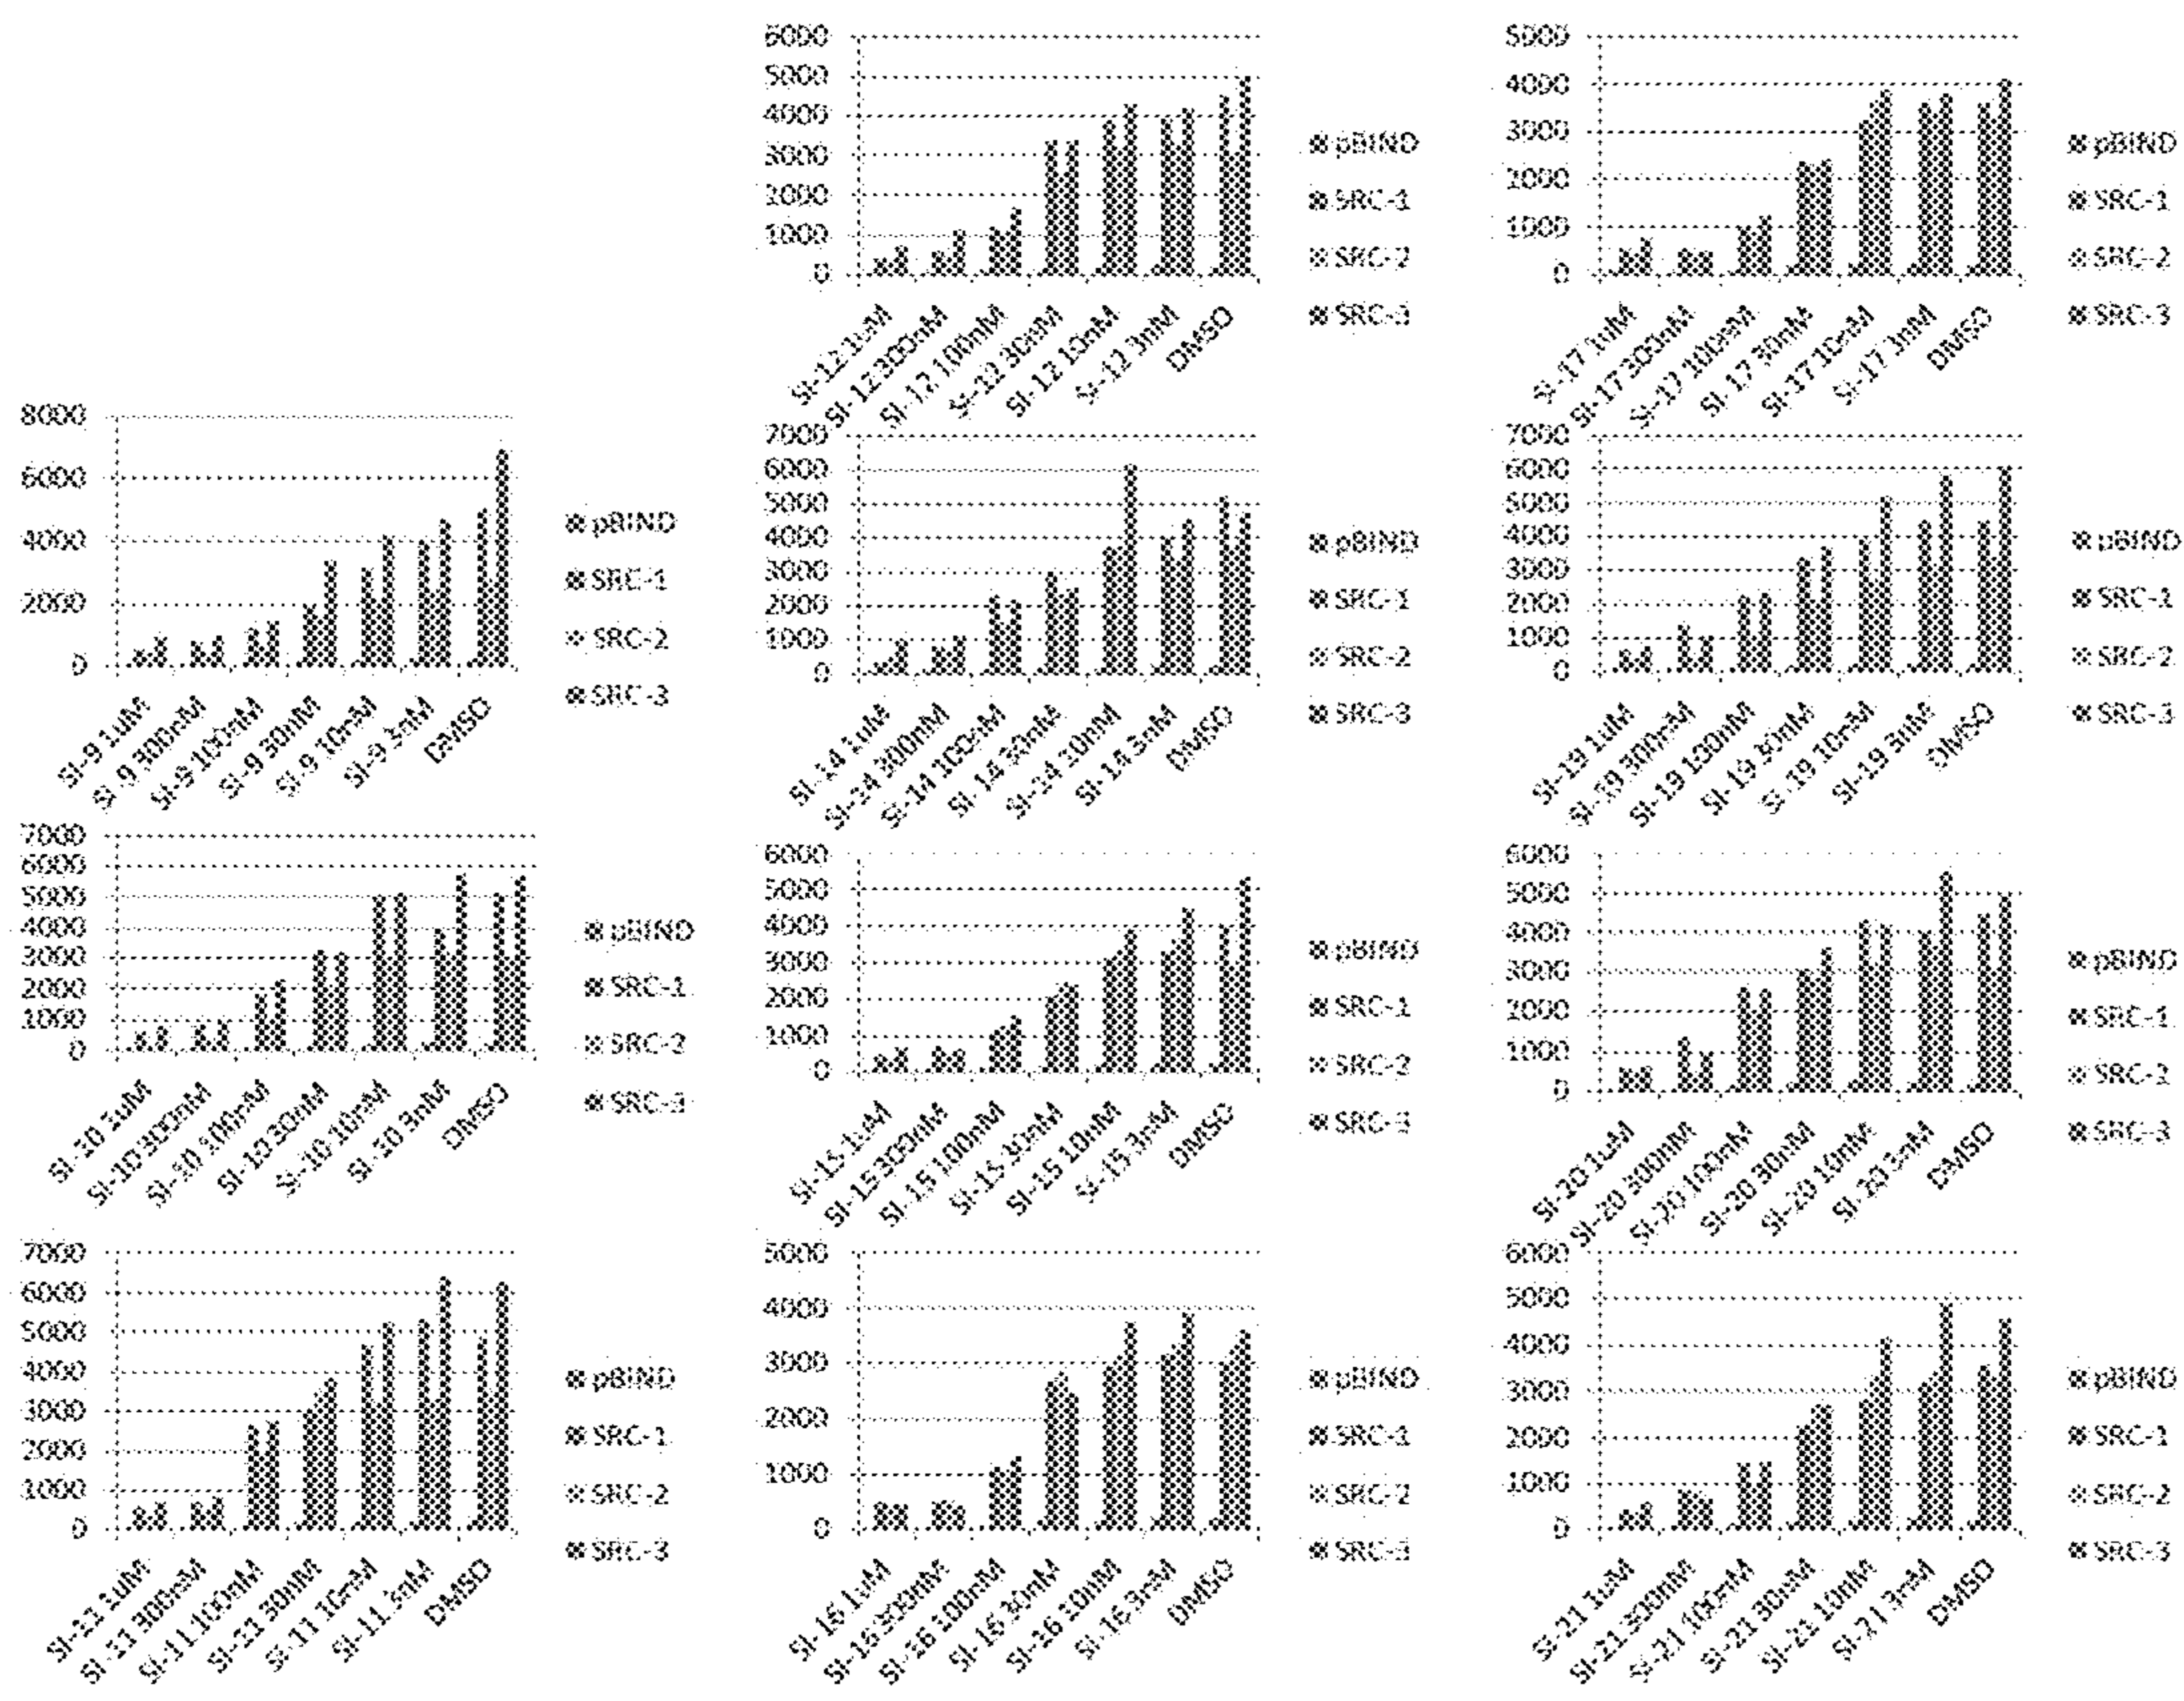 6000
5000
4000
3000
2000
1000
0
pBIND
SRC-1
SRC-2
SRC-3
SI-12 1uM
SI-12 300nM
SI-12 100nM
SI-12 30nM
SI-12 10nM
SI-12 3nM
DMSO
5000
4000
3000
2000
1000
0
pBIND
SRC-1
SRC-2
SRC-3
SI-17 1uM
SI-17 300nM
SI-17 100nM
SI-17 30nM
SI-17 10nM
SI-17 3nM
DMSO
8000
6000
4000
2000
0
pBIND
SRC-1
SRC-2
SRC-3
SI-9 1uM
SI-9 300nM
SI-9 100nM
SI-9 30nM
SI-9 10nM
SI-9 3nM
DMSO
7000
6000
5000
4000
3000
2000
1000
0
pBIND
SRC-1
SRC-2
SRC-3
SI-14 1uM
SI-14 300nM
SI-14 100nM
SI-14 30nM
SI-14 10nM
SI-14 3nM
DMSO
7000
6000
5000
4000
3000
2000
1000
0
pBIND
SRC-1
SRC-2
SRC-3
SI-19 1uM
SI-19 300nM
SI-19 100nM
SI-19 30nM
SI-19 10nM
SI-19 3nM
DMSO
7000
6000
5000
4000
3000
2000
1000
0
pBIND
SRC-1
SRC-2
SRC-3
SI-10 1uM
SI-10 300nM
SI-10 100nM
SI-10 30nM
SI-10 10nM
SI-10 3nM
DMSO
6000
5000
4000
3000
2000
1000
0
pBIND
SRC-1
SRC-2
SRC-3
SI-15 1uM
SI-15 300nM
SI-15 100nM
SI-15 30nM
SI-15 10nM
SI-15 3nM
DMSO
6000
5000
4000
3000
2000
1000
0
pBIND
SRC-1
SRC-2
SRC-3
SI-20 1uM
SI-20 300nM
SI-20 100nM
SI-20 30nM
SI-20 10nM
SI-20 3nM
DMSO
7000
6000
5000
4000
3000
2000
1000
0
pBIND
SRC-1
SRC-2
SRC-3
SI-11 1uM
SI-11 300nM
SI-11 100nM
SI-11 30nM
SI-11 10nM
SI-11 3nM
DMSO
5000
4000
3000
2000
1000
0
pBIND
SRC-1
SRC-2
SRC-3
SI-16 1uM
SI-16 300nM
SI-16 100nM
SI-16 30nM
SI-16 10nM
SI-16 3nM
DMSO
6000
5000
4000
3000
2000
1000
0
pBIND
SRC-1
SRC-2
SRC-3
SI-21 1uM
SI-21 300nM
SI-21 100nM
SI-21 30nM
SI-21 10nM
SI-21 3nM
DMSO